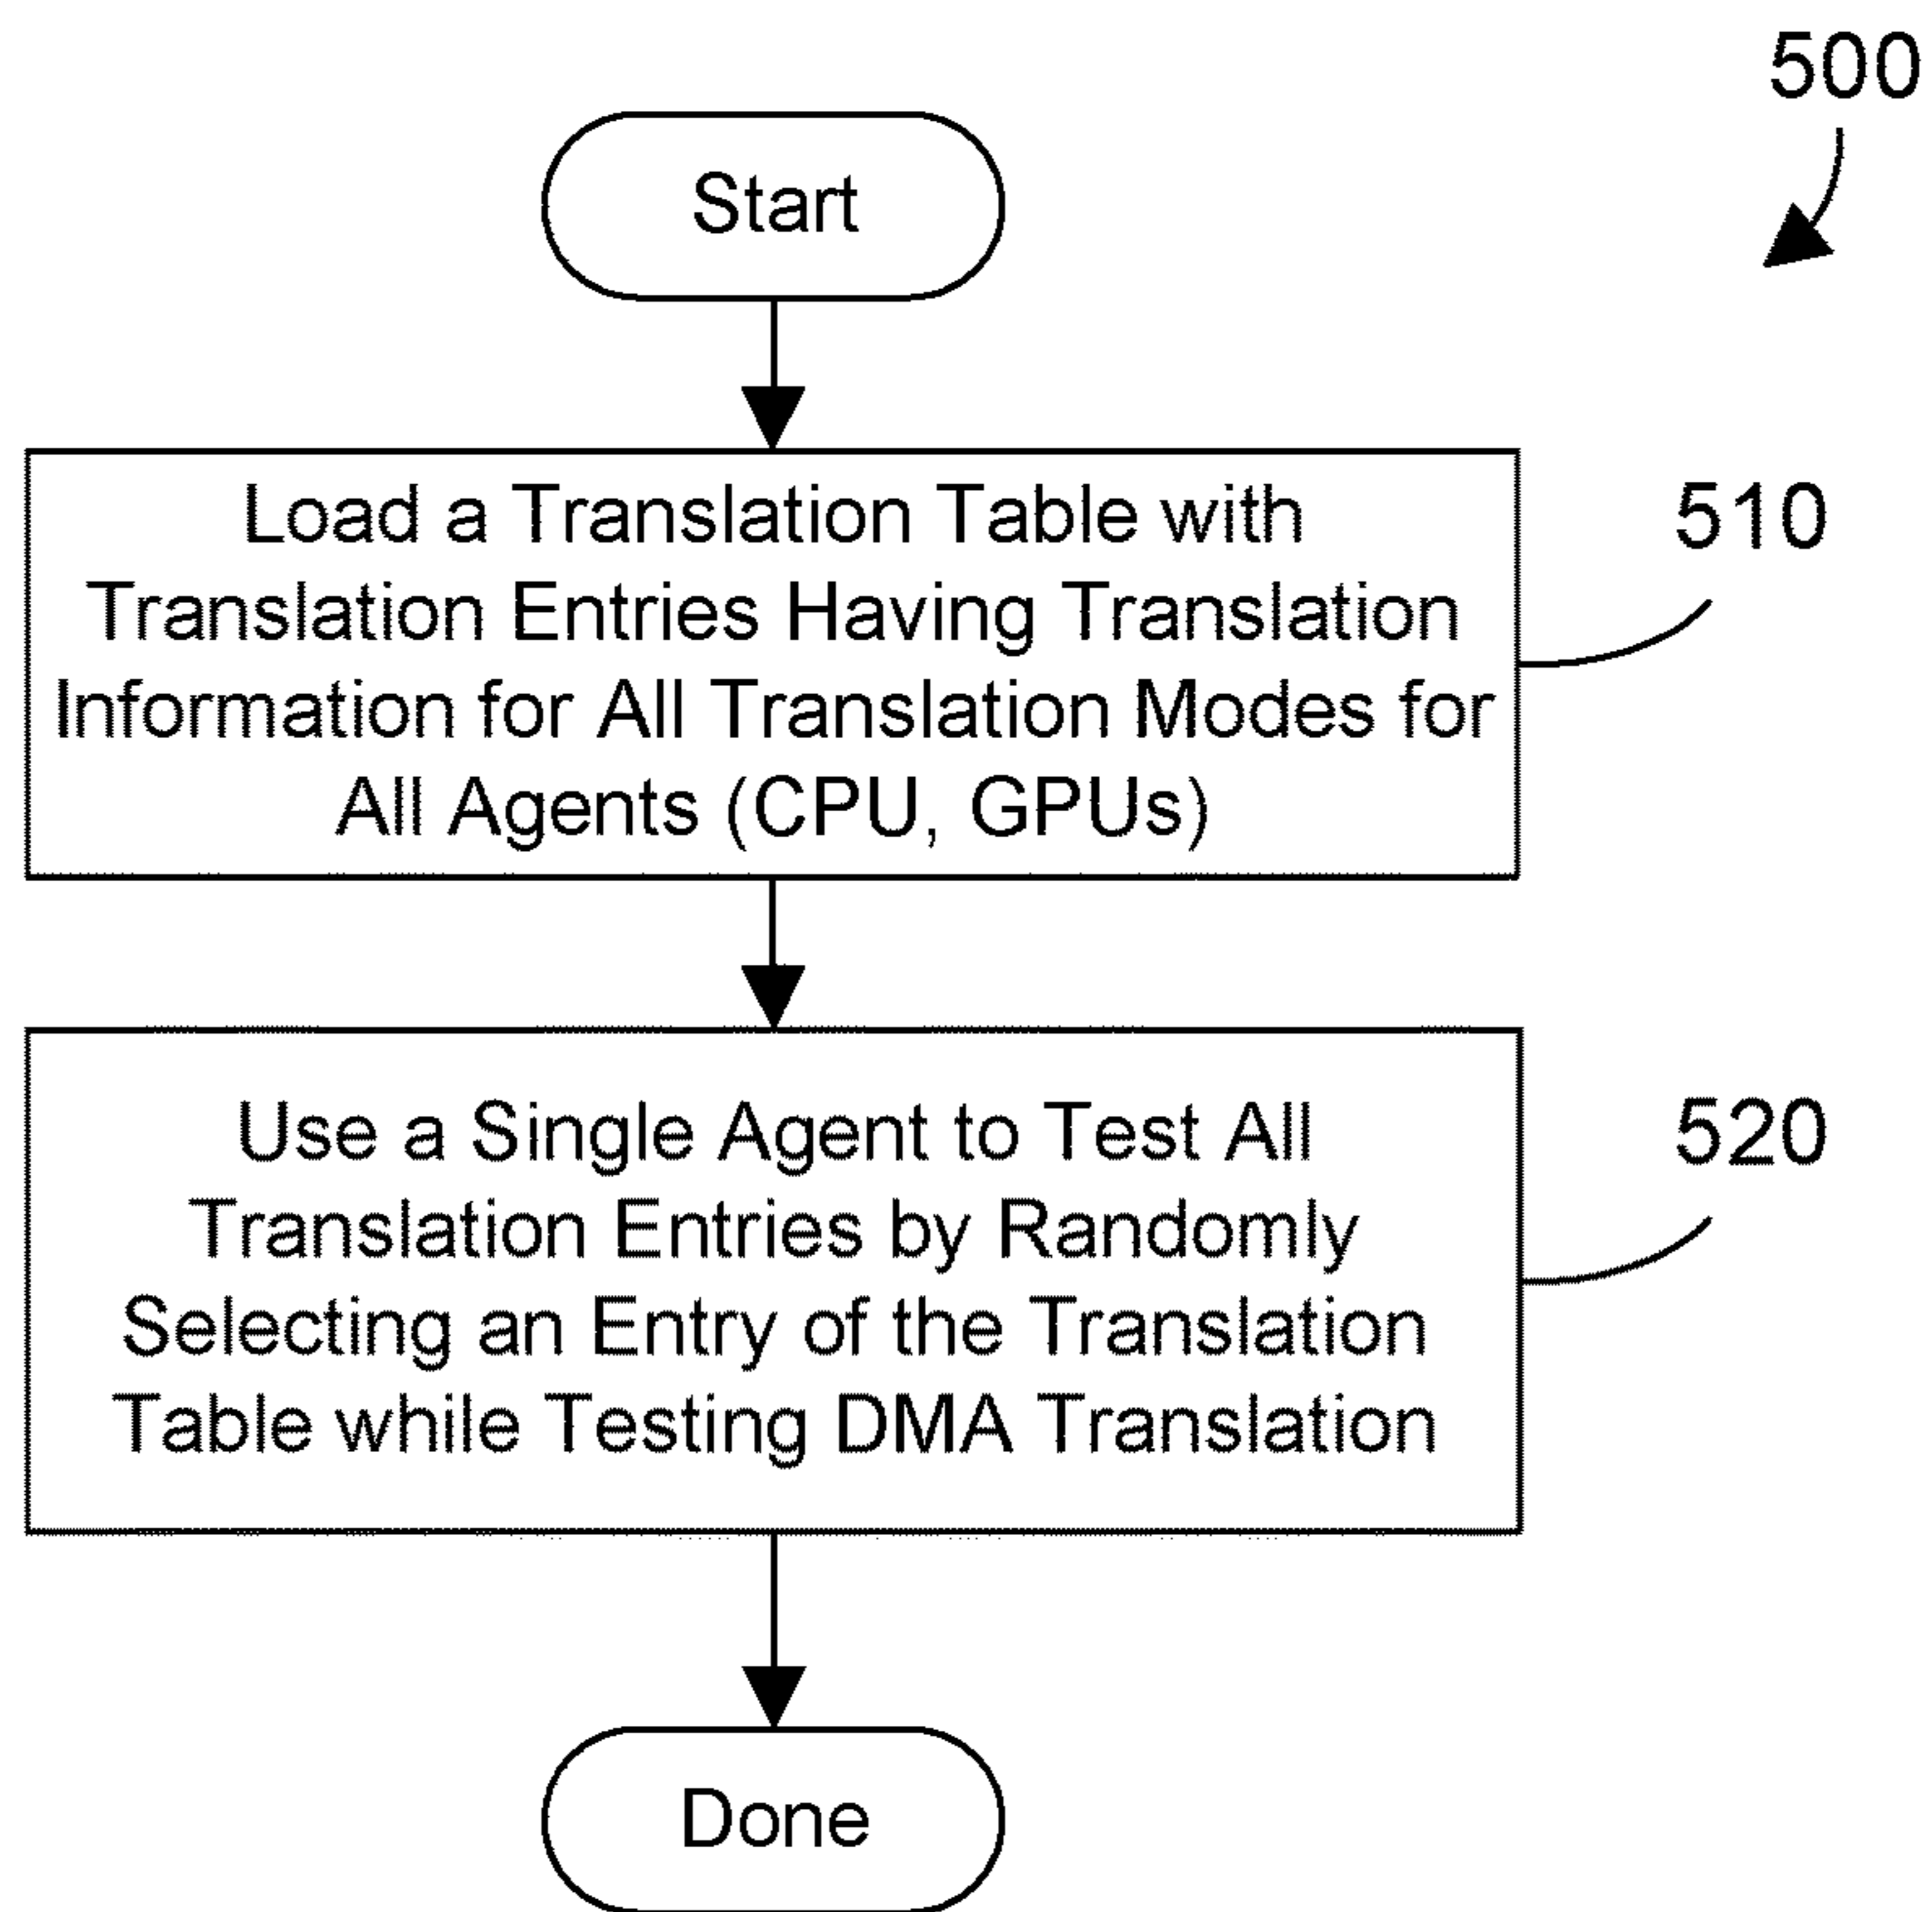 500
Start
Load a Translation Table with
Translation Entries Having Translation
Information for All Translation Modes for
All Agents (CPU, GPUs)
510
Use a Single Agent to Test All
Translation Entries by Randomly
Selecting an Entry of the Translation
Table while Testing DMA Translation
520
Done